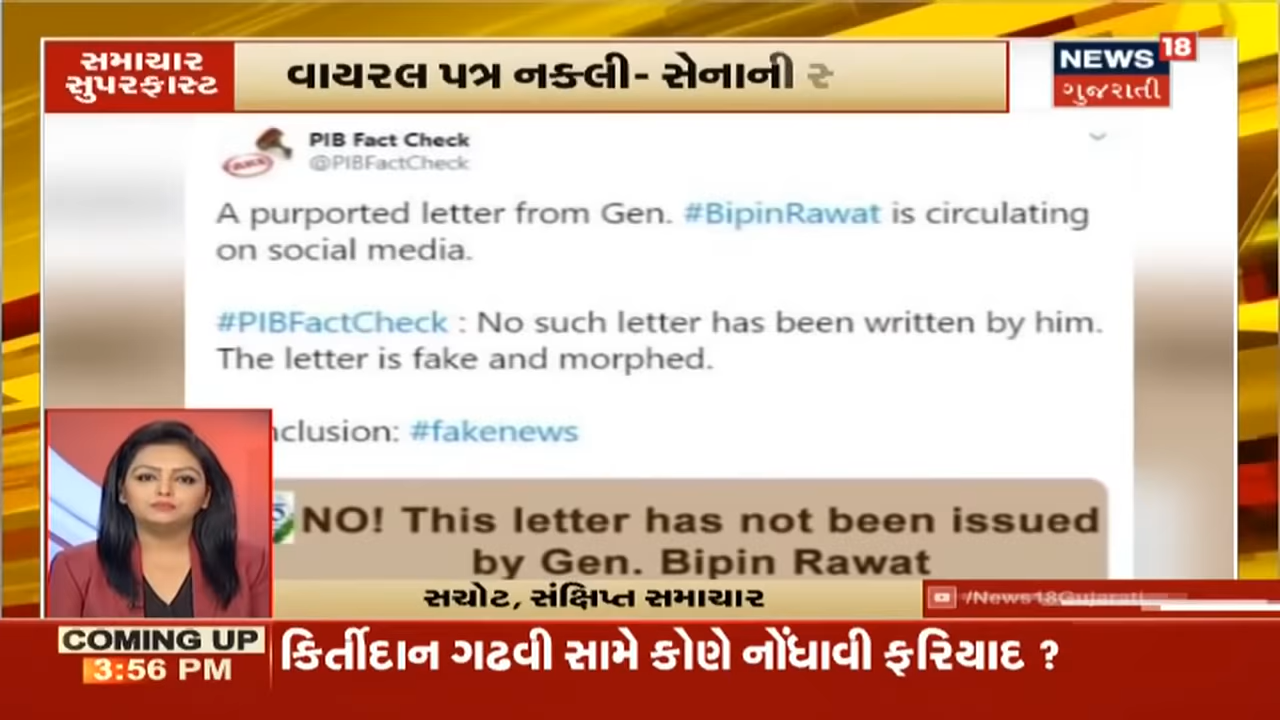 સમાચાર
સુપરફાસ્ટ
વાયરલ પત્ર નકલી- સેનાની
NEWS 18
ગુજરાતી
PIB Fact Check
@PIBFactCheck
A purported letter from Gen. #BipinRawat is circulating
on social media.
#PIBFactCheck : No such letter has been written by him.
The letter is fake and morphed.
nclusion: #fakenews
NO! This letter has not been issued
by Gen. Bipin Rawat
સચોટ, સંક્ષિપ્ત સમાચાર
/News18Gujarati
COMING UP
3:56 PM
કિર્તીદાન ગઢવી સામે કોણે નોંધાવી ફરિયાદ ?